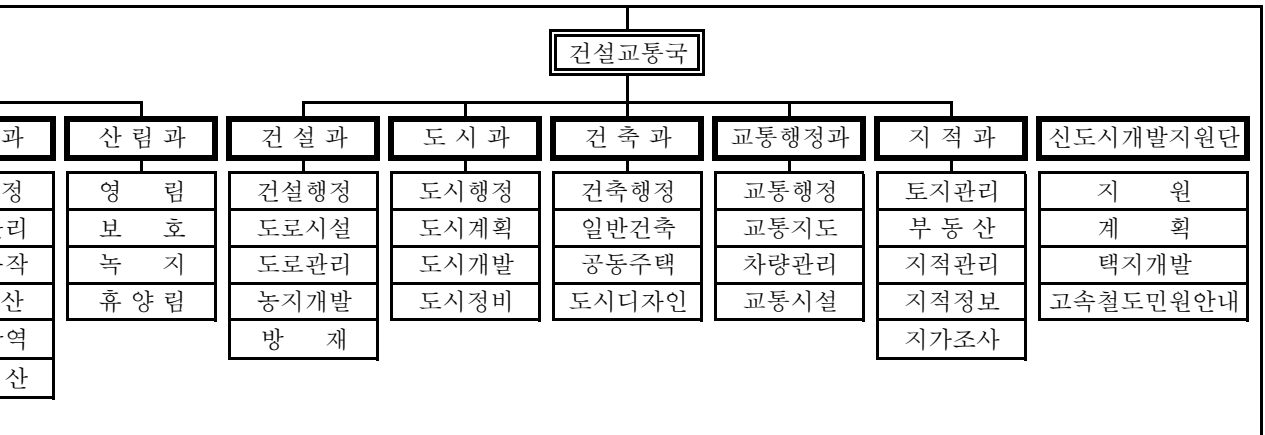 건설교통국
과 산 림 과 건 설 과 도 시 과 건 축 과 교통행정과 지 적 과 신도시개발지원단
정 영 림 건설행정 도시행정 건축행정 교통행정 토지관리 지 원
리 보 호 도로시설 도시계획 일반건축 교통지도 부 동 산 계 획
작 녹 지 도로관리 도시개발 공동주택 차량관리 지적관리 택지개발
산 휴 양 림 농지개발 도시정비 도시디자인 교통시설 지적정보 고속철도민원안내
역 방 재 지가조사
산